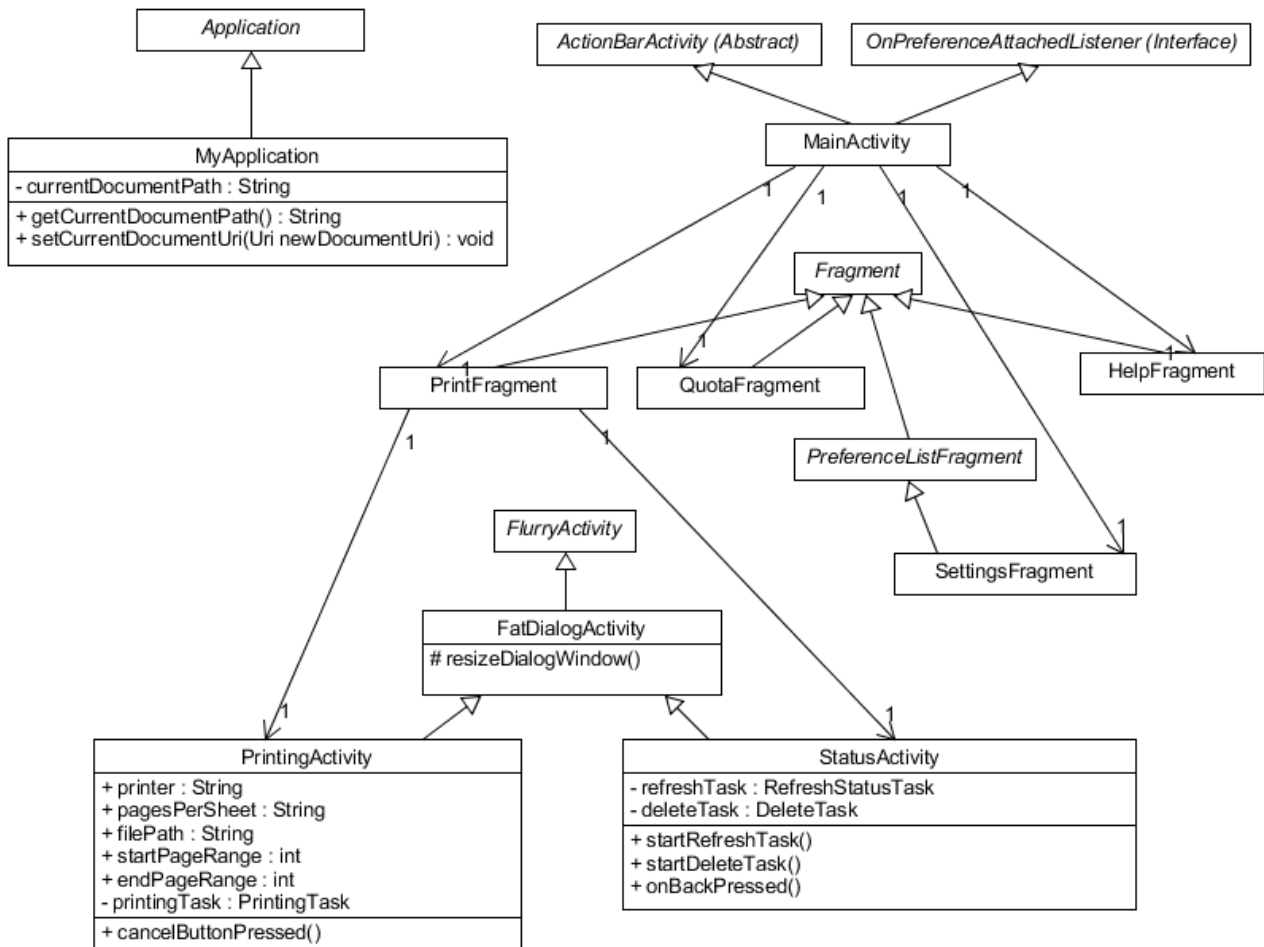 Application
ActionBarActivity (Abstract)
OnPreferenceAttachedListener (Interface)
MyApplication
- currentDocumentPath : String
+ getCurrentDocumentPath() : String
+ setCurrentDocumentUri(Uri newDocumentUri) : void
MainActivity
1
1
1
1
Fragment
1
1
1
PrintFragment
QuotaFragment
HelpFragment
1
1
PreferenceListFragment
FlurryActivity
1
SettingsFragment
FatDialogActivity
# resizeDialogWindow()
1
1
PrintingActivity
+ printer : String
+ pagesPerSheet : String
+ filePath : String
+ startPageRange : int
+ endPageRange : int
- printingTask : PrintingTask
+ cancelButtonPressed()
StatusActivity
- refreshTask : RefreshStatusTask
- deleteTask : DeleteTask
+ startRefreshTask()
+ startDeleteTask()
+ onBackPressed()